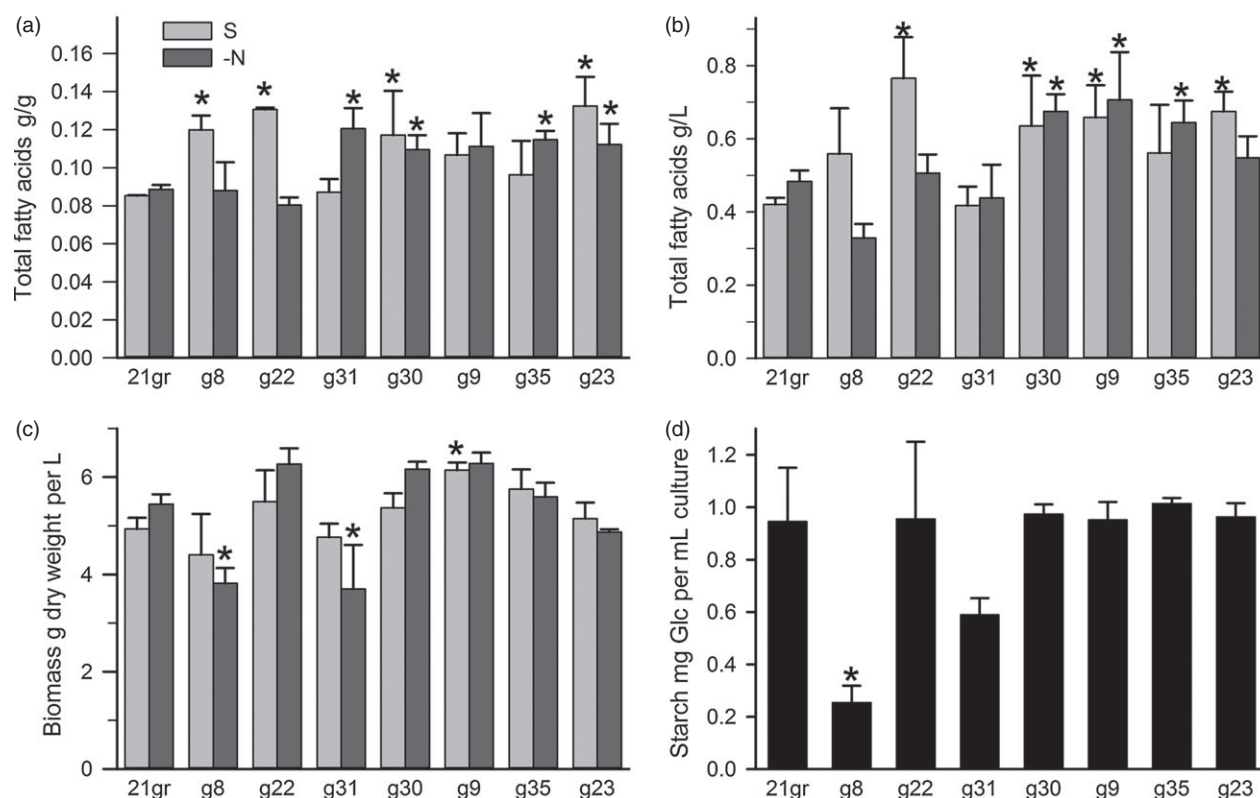 (a)
S
-N
Total fatty acids g/g
0.16
0.14
0.12
0.10
0.08
0.06
0.04
0.02
0.00
* * * * * * * *
21gr g8 g22 g31 g30 g9 g35 g23
(b)
Total fatty acids g/L
0.8
0.6
0.4
0.2
0.0
* * * * * * *
21gr g8 g22 g31 g30 g9 g35 g23
(c)
Biomass g dry weight per L
6
4
2
0
* * *
21gr g8 g22 g31 g30 g9 g35 g23
(d)
Starch mg Glc per mL culture
1.2
1.0
0.8
0.6
0.4
0.2
0.0
*
21gr g8 g22 g31 g30 g9 g35 g23